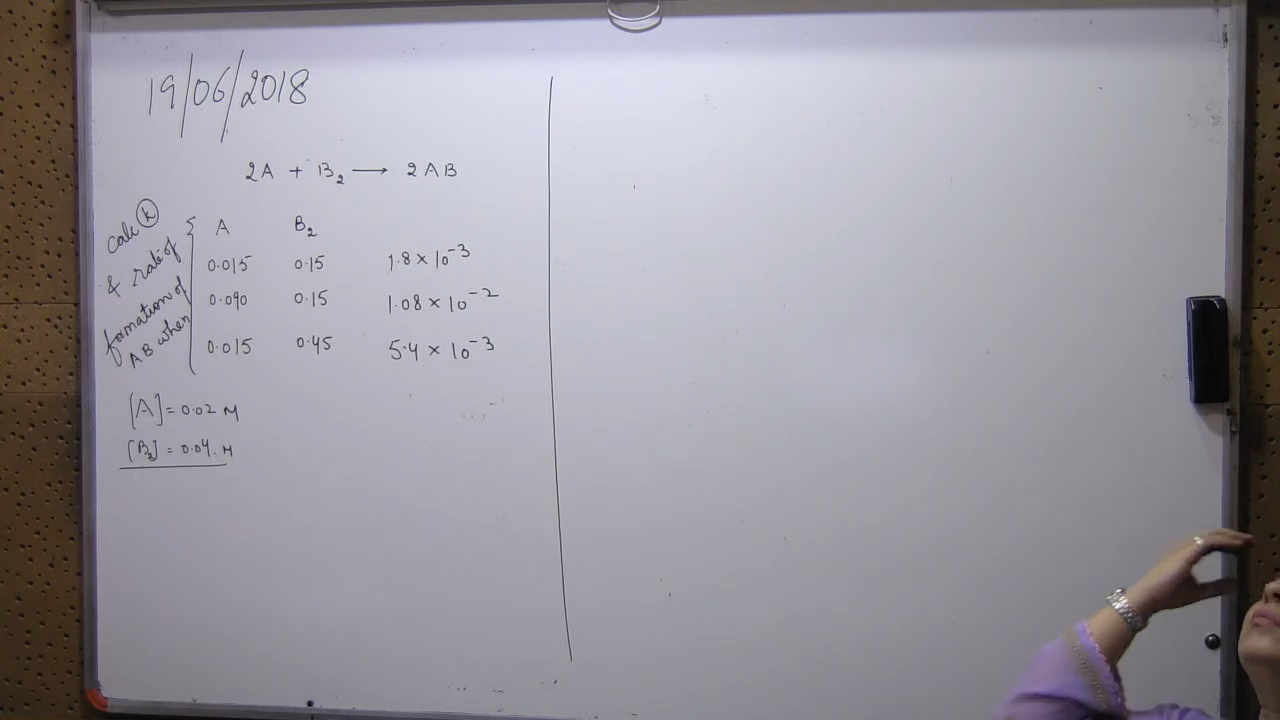 19/06/2018
2A + B₂ ⟶ 2AB
calc k
& rate of
formation of
AB when
A B₂
0.015 0.15 1.8 × 10⁻³
0.090 0.15 1.08 × 10⁻²
0.015 0.45 5.4 × 10⁻³
[A] = 0.02 M
[B₂] = 0.04 M